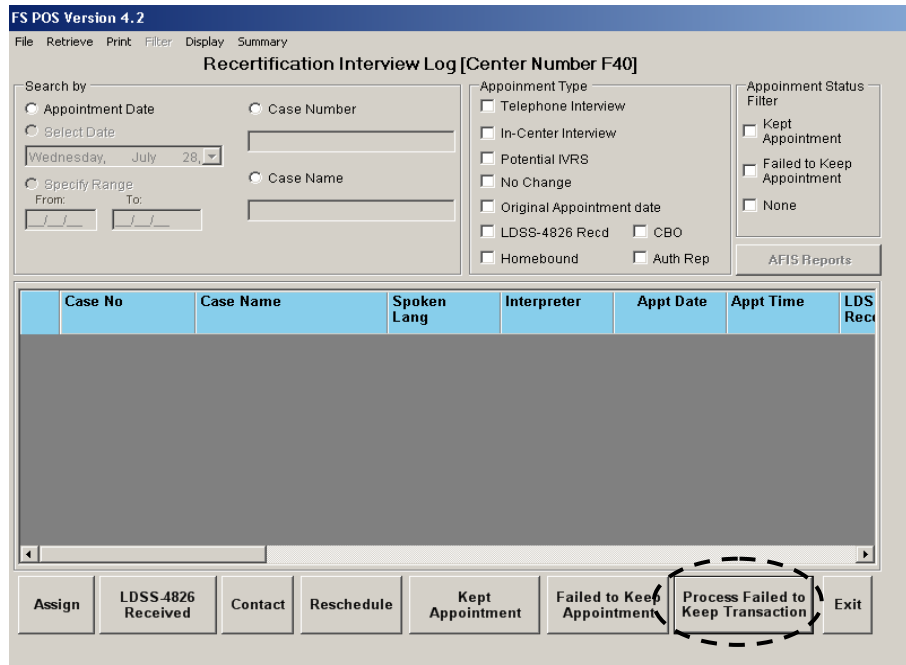 FS POS Version 4.2
File Retrieve Print Filter Display Summary
Recertification Interview Log [Center Number F40]
Search by
Appointment Date
Select Date
Wednesday, July 28,
Specify Range
From: To:
_/_/_ _/_/_
Case Number
Case Name
Appoinment Type
Telephone Interview
In-Center Interview
Potential IVRS
No Change
Original Appointment date
LDSS-4826 Recd CBO
Homebound Auth Rep
Appoinment Status
Filter
Kept
Appointment
Failed to Keep
Appointment
None
AFIS Reports
Case No Case Name Spoken Interpreter Appt Date Appt Time LDS
Lang Rec
Assign
LDSS-4826
Received
Contact
Reschedule
Kept
Appointment
Failed to Keep
Appointment
Process Failed to
Keep Transaction
Exit